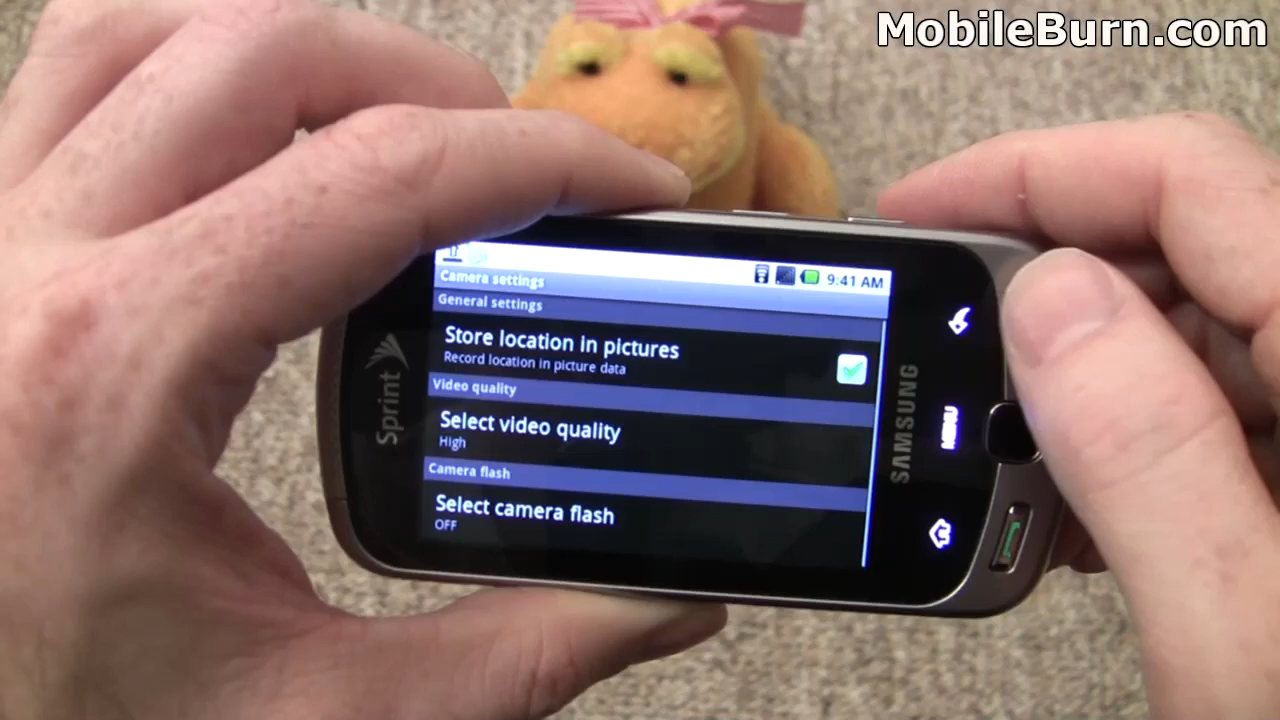 MobileBurn.com
9:41 AM
Camera settings
General settings
Store location in pictures
Record location in picture data
Video quality
Select video quality
High
Camera flash
Select camera flash
OFF
Sprint
SAMSUNG
MENU